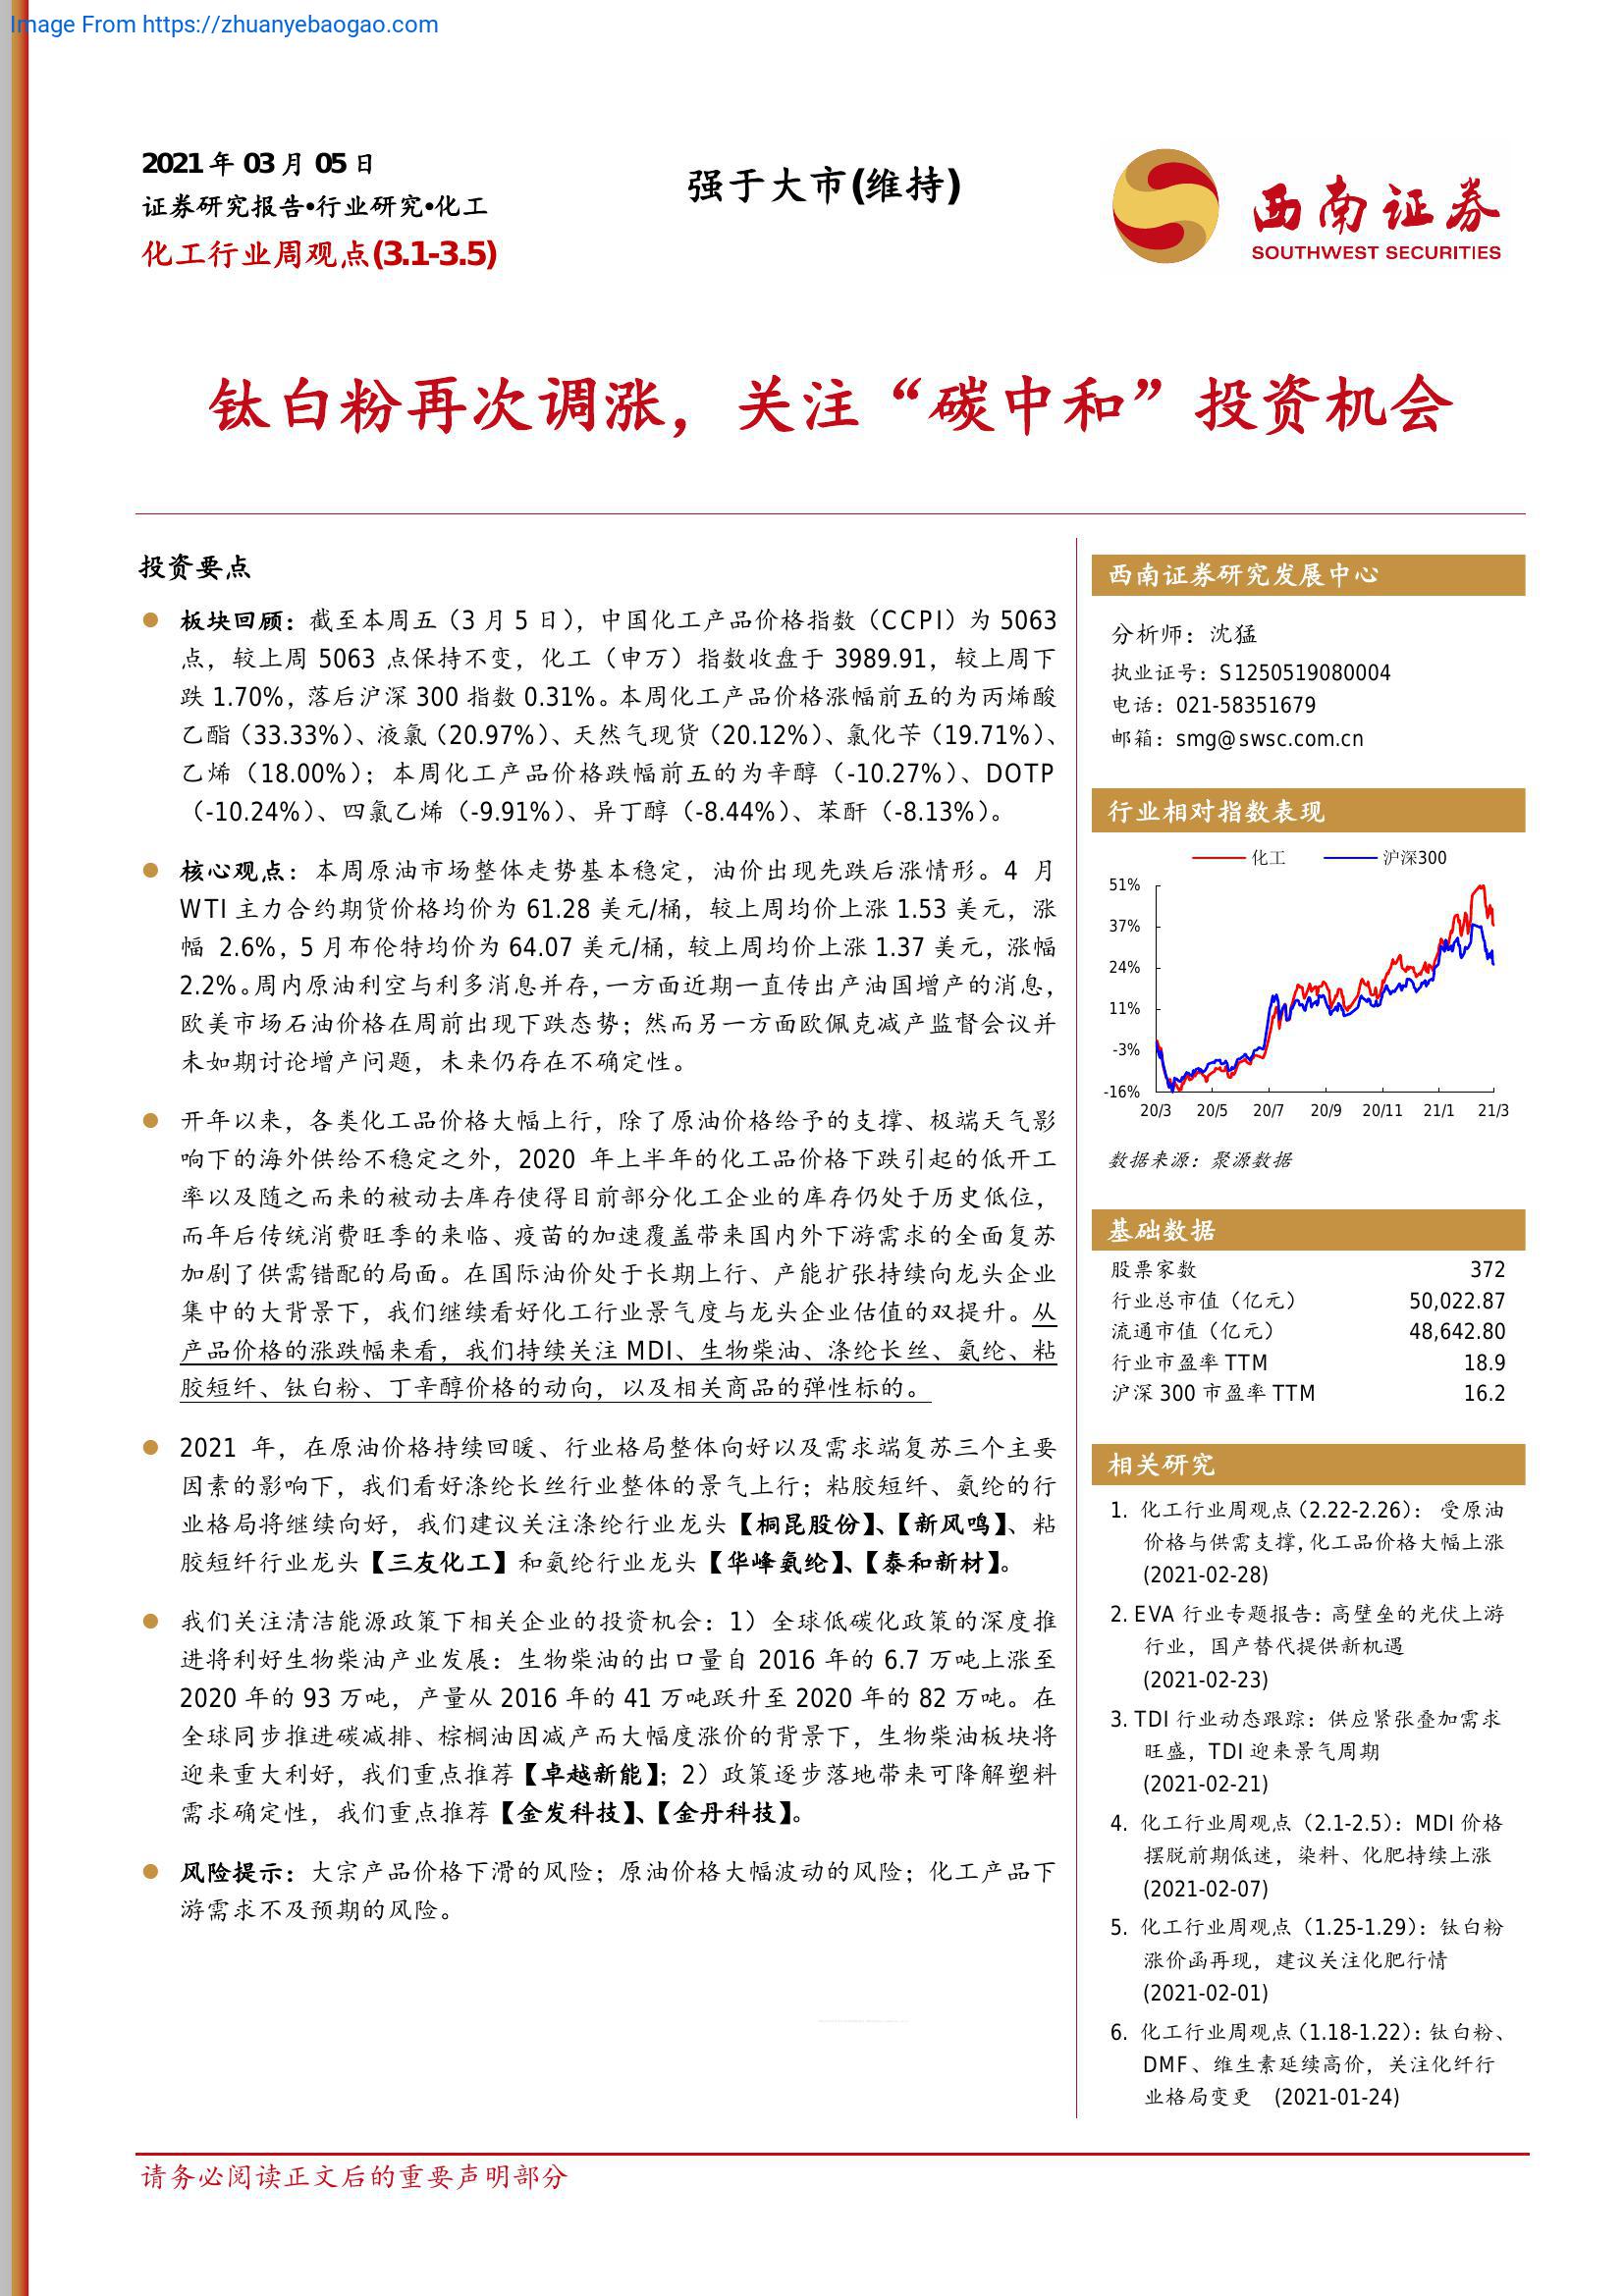 Image From https://zhuanyebaogao.com
2021 年 03 月 05 日
证券研究报告•行业研究•化工
化工行业周观点(3.1-3.5)
强于大市(维持)
西南证券
SOUTHWEST SECURITIES
钛白粉再次调涨，关注“碳中和”投资机会
投资要点
板块回顾：截至本周五（3 月 5 日），中国化工产品价格指数（CCPI）为 5063
点，较上周 5063 点保持不变，化工（申万）指数收盘于 3989.91，较上周下
跌 1.70%，落后沪深 300 指数 0.31%。本周化工产品价格涨幅前五的为丙烯酸
乙酯（33.33%）、液氯（20.97%）、天然气现货（20.12%）、氯化苄（19.71%）、
乙烯（18.00%）；本周化工产品价格跌幅前五的为辛醇（-10.27%）、DOTP
（-10.24%）、四氯乙烯（-9.91%）、异丁醇（-8.44%）、苯酐（-8.13%）。
核心观点：本周原油市场整体走势基本稳定，油价出现先跌后涨情形。4 月
WTI 主力合约期货价格均价为 61.28 美元/桶，较上周均价上涨 1.53 美元，涨
幅 2.6%，5 月布伦特均价为 64.07 美元/桶，较上周均价上涨 1.37 美元，涨幅
2.2%。周内原油利空与利多消息并存，一方面近期一直传出产油国增产的消息，
欧美市场石油价格在周前出现下跌态势；然而另一方面欧佩克减产监督会议并
未如期讨论增产问题，未来仍存在不确定性。
开年以来，各类化工品价格大幅上行，除了原油价格给予的支撑、极端天气影
响下的海外供给不稳定之外，2020 年上半年的化工品价格下跌引起的低开工
率以及随之而来的被动去库存使得目前部分化工企业的库存仍处于历史低位，
而年后传统消费旺季的来临、疫苗的加速覆盖带来国内外下游需求的全面复苏
加剧了供需错配的局面。在国际油价处于长期上行、产能扩张持续向龙头企业
集中的大背景下，我们继续看好化工行业景气度与龙头企业估值的双提升。从
产品价格的涨跌幅来看，我们持续关注 MDI、生物柴油、涤纶长丝、氨纶、粘
胶短纤、钛白粉、丁辛醇价格的动向，以及相关商品的弹性标的。
2021 年，在原油价格持续回暖、行业格局整体向好以及需求端复苏三个主要
因素的影响下，我们看好涤纶长丝行业整体的景气上行；粘胶短纤、氨纶的行
业格局将继续向好，我们建议关注涤纶行业龙头【桐昆股份】、【新风鸣】、粘
胶短纤行业龙头【三友化工】和氨纶行业龙头【华峰氨纶】、【泰和新材】。
我们关注清洁能源政策下相关企业的投资机会：1）全球低碳化政策的深度推
进将利好生物柴油产业发展：生物柴油的出口量自 2016 年的 6.7 万吨上涨至
2020 年的 93 万吨，产量从 2016 年的 41 万吨跃升至 2020 年的 82 万吨。在
全球同步推进碳减排、棕榈油因减产而大幅度涨价的背景下，生物柴油板块将
迎来重大利好，我们重点推荐【卓越新能】；2）政策逐步落地带来可降解塑料
需求确定性，我们重点推荐【金发科技】、【金丹科技】。
风险提示：大宗产品价格下滑的风险；原油价格大幅波动的风险；化工产品下
游需求不及预期的风险。
西南证券研究发展中心
分析师：沈猛
执业证号：S1250519080004
电话：021-58351679
邮箱：smg@swsc.com.cn
行业相对指数表现
化工 沪深300
51%
37%
24%
11%
-3%
-16%
20/3 20/5 20/7 20/9 20/11 21/1 21/3
数据来源：聚源数据
基础数据
股票家数 372
行业总市值（亿元） 50,022.87
流通市值（亿元） 48,642.80
行业市盈率 TTM 18.9
沪深 300 市盈率 TTM 16.2
相关研究
1. 化工行业周观点（2.22-2.26）： 受原油
价格与供需支撑，化工品价格大幅上涨
(2021-02-28)
2. EVA 行业专题报告：高壁垒的光伏上游
行业，国产替代提供新机遇
(2021-02-23)
3. TDI 行业动态跟踪：供应紧张叠加需求
旺盛，TDI 迎来景气周期
(2021-02-21)
4. 化工行业周观点（2.1-2.5）：MDI 价格
摆脱前期低迷，染料、化肥持续上涨
(2021-02-07)
5. 化工行业周观点（1.25-1.29）：钛白粉
涨价函再现，建议关注化肥行情
(2021-02-01)
6. 化工行业周观点（1.18-1.22）：钛白粉、
DMF、维生素延续高价，关注化纤行
业格局变更 (2021-01-24)
请务必阅读正文后的重要声明部分